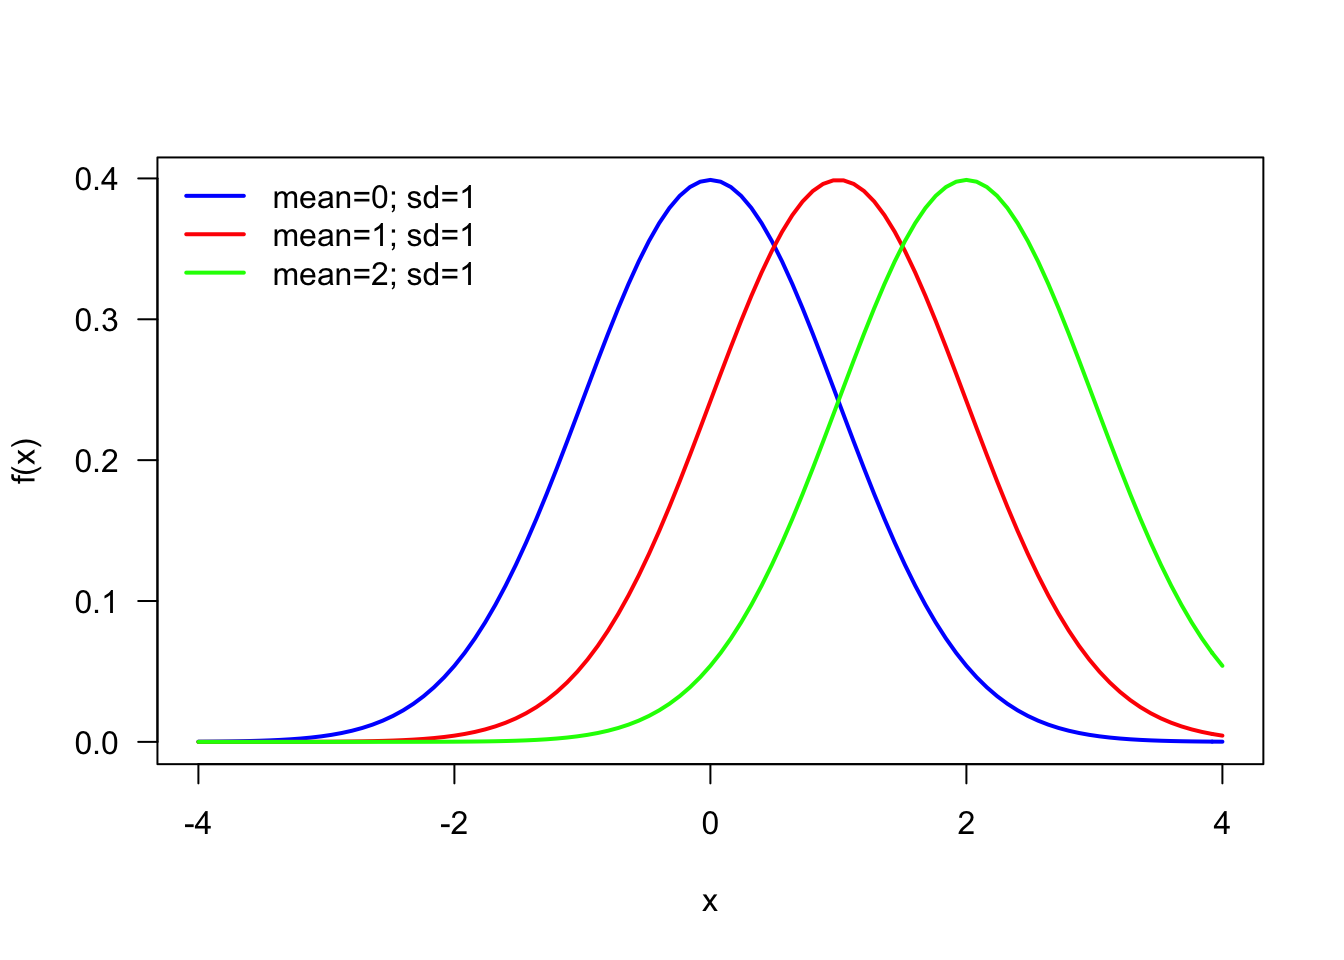 mean=0; sd=1
mean=1; sd=1
mean=2; sd=1
0.4
0.3
0.2
0.1
0.0
f(x)
-4 -2 0 2 4
x